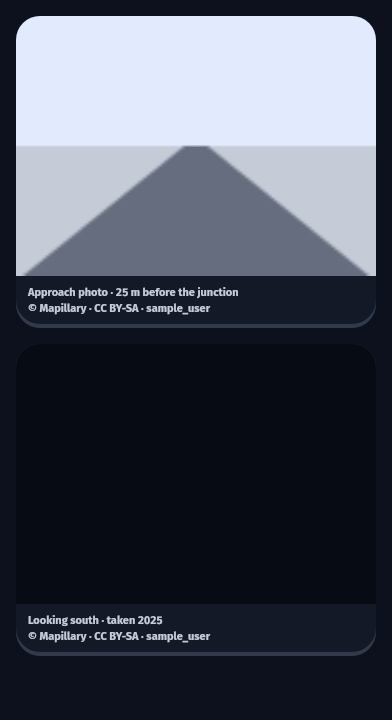 Approach photo · 25 m before the junction
© Mapillary · CC BY-SA · sample_user
Looking south · taken 2025
© Mapillary · CC BY-SA · sample_user